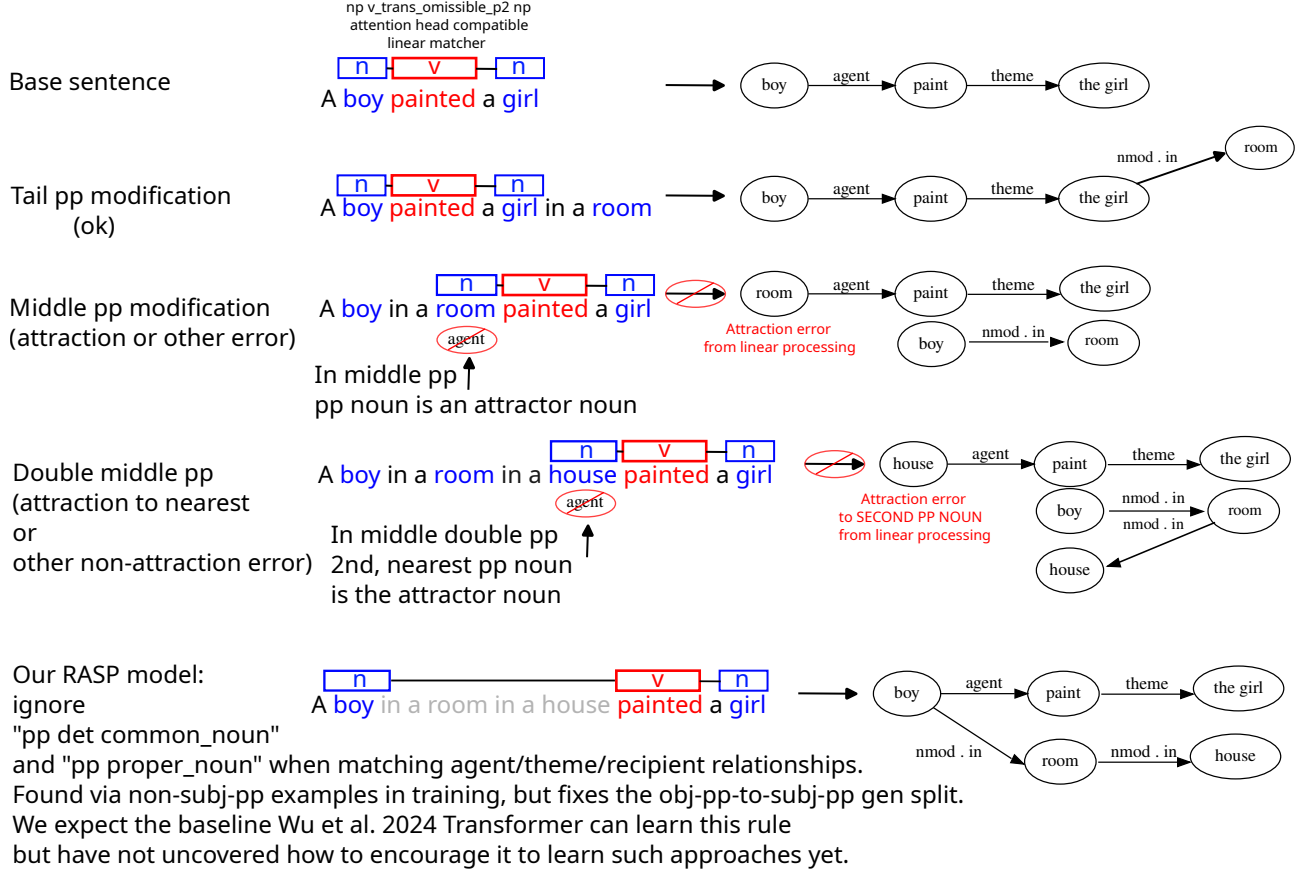 np v_trans_omissible_p2 np
attention head compatible
linear matcher
Base sentence
n v n
A boy painted a girl
boy agent paint theme the girl
Tail pp modification
(ok)
n v n
A boy painted a girl in a room
boy agent paint theme the girl nmod . in room
Middle pp modification
(attraction or other error)
n v n
A boy in a room painted a girl
agent
In middle pp
pp noun is an attractor noun
room agent paint theme the girl
Attraction error
from linear processing
boy nmod . in room
Double middle pp
(attraction to nearest
or
other non-attraction error)
n v n
A boy in a room in a house painted a girl
agent
In middle double pp
2nd, nearest pp noun
is the attractor noun
house agent paint theme the girl
Attraction error
to SECOND PP NOUN
from linear processing
boy nmod . in room
nmod . in
house
Our RASP model:
ignore
"pp det common_noun"
and "pp proper_noun" when matching agent/theme/recipient relationships.
Found via non-subj-pp examples in training, but fixes the obj-pp-to-subj-pp gen split.
We expect the baseline Wu et al. 2024 Transformer can learn this rule
but have not uncovered how to encourage it to learn such approaches yet.
n v n
A boy in a room in a house painted a girl
boy agent paint theme the girl
nmod . in room nmod . in house